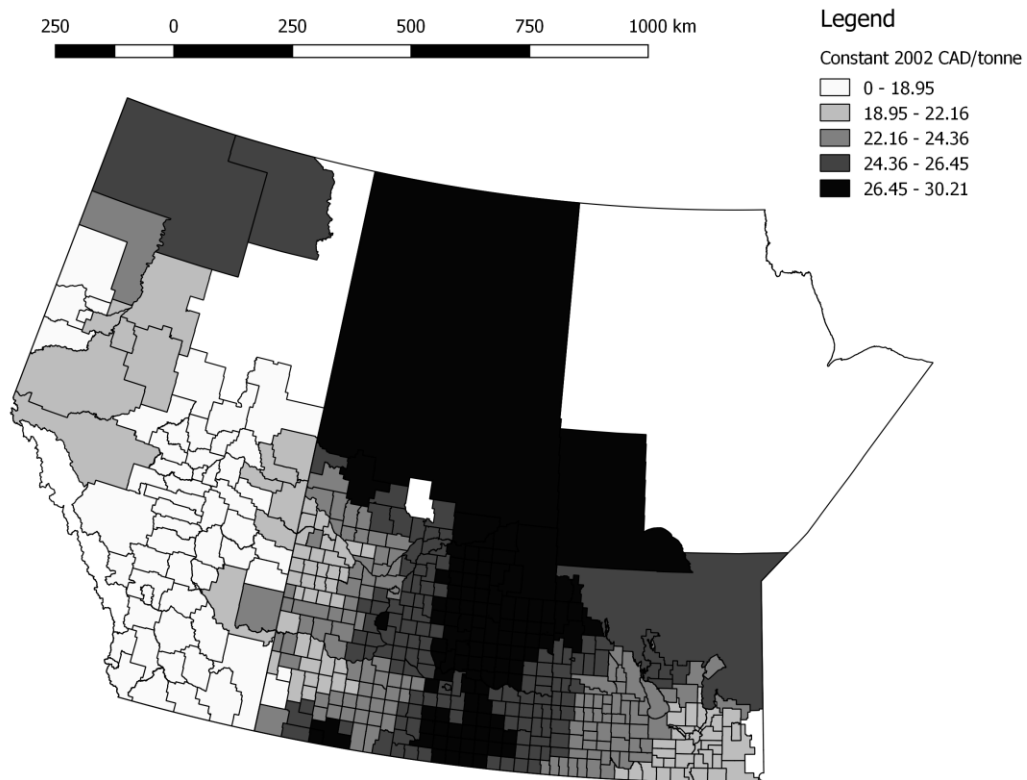 250 0 250 500 750 1000 km
Legend
Constant 2002 CAD/tonne
0 - 18.95
18.95 - 22.16
22.16 - 24.36
24.36 - 26.45
26.45 - 30.21